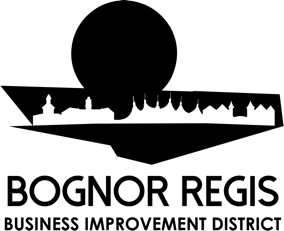 BOGNOR REGIS
BUSINESS IMPROVEMENT DISTRICT